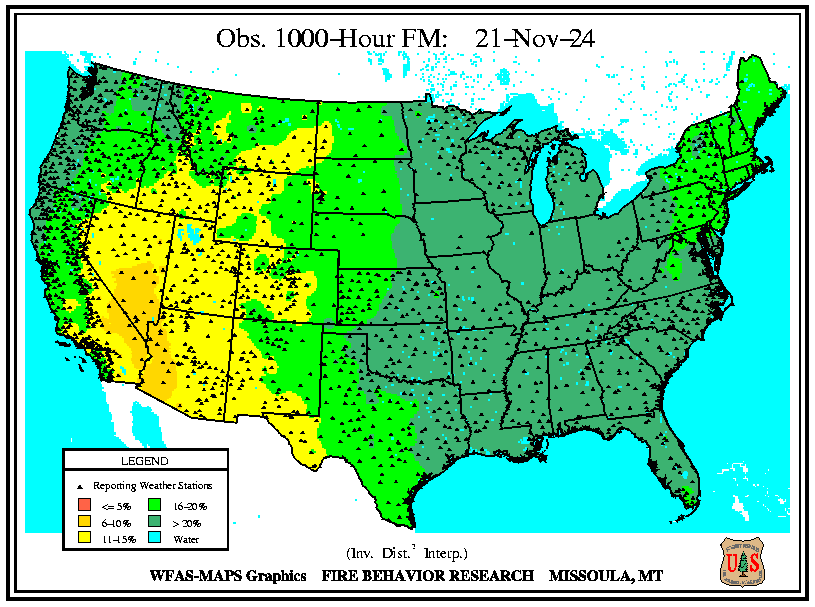 Obs. 1000-Hour FM: 21-Nov-24
LEGEND
Reporting Weather Stations
<= 5%
16-20%
6-10%
> 20%
11-15%
Water
(Inv. Dist.² Interp.)
WFAS-MAPS Graphics FIRE BEHAVIOR RESEARCH MISSOULA, MT
U S